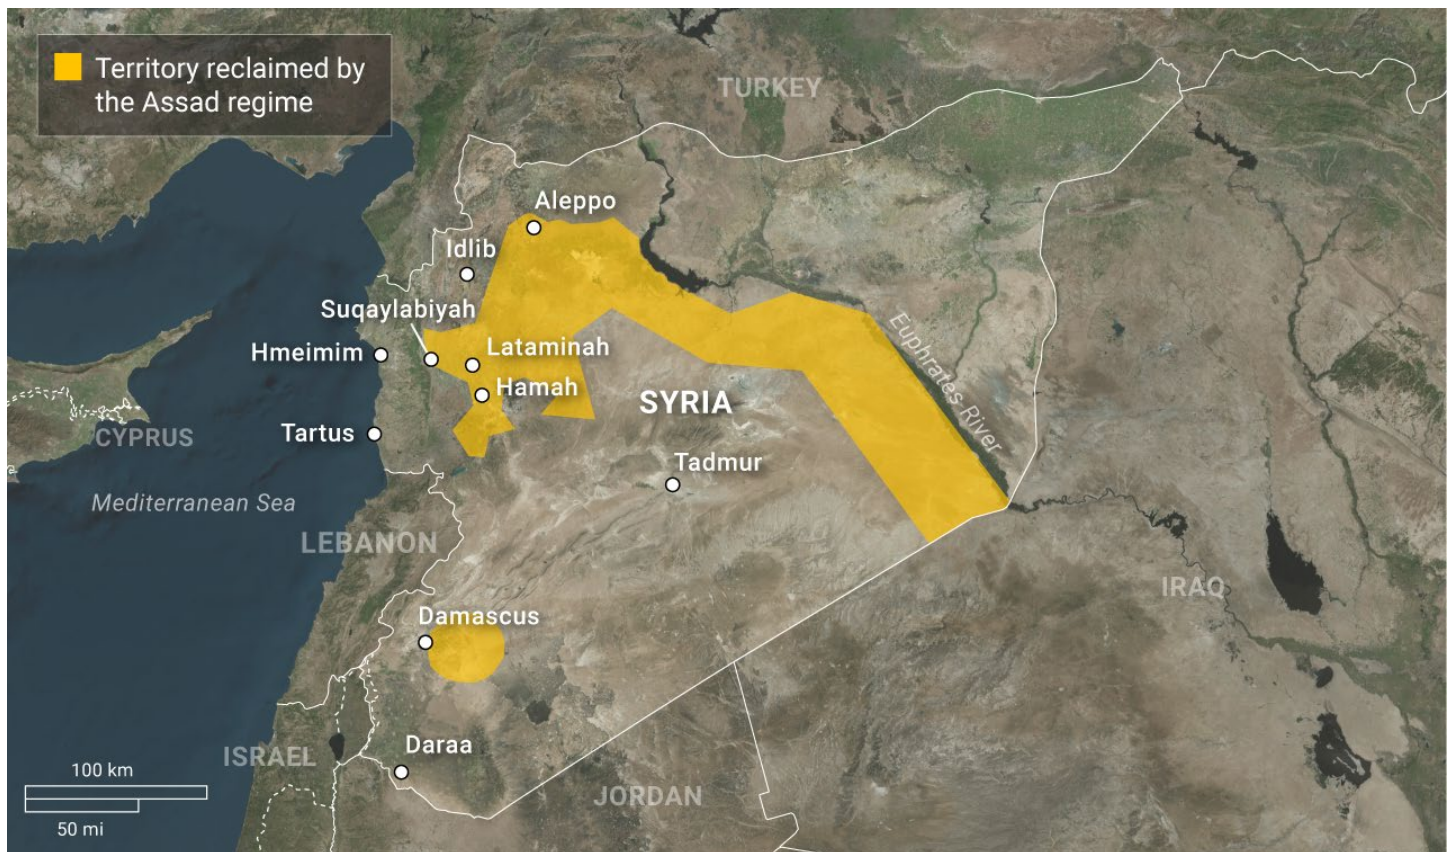 Territory reclaimed by
the Assad regime
TURKEY
Aleppo
Idlib
Suqaylabiyah
Hmeimim
Lataminah
Hamah
Euphrates River
SYRIA
CYPRUS
Tartus
Tadmur
Mediterranean Sea
LEBANON
IRAQ
Damascus
Daraa
ISRAEL
100 km
JORDAN
50 mi